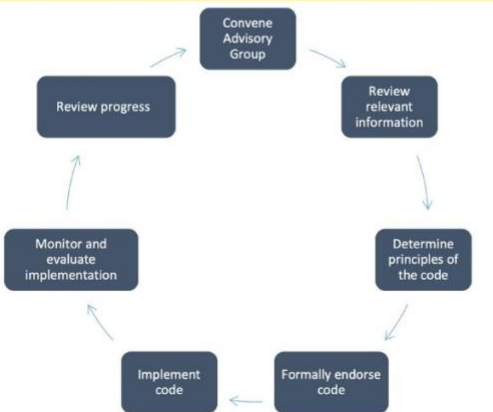 Convene
Advisory
Group
Review
relevant
information
Determine
principles of
the code
Formally endorse
code
Implement
code
Monitor and
evaluate
implementation
Review progress